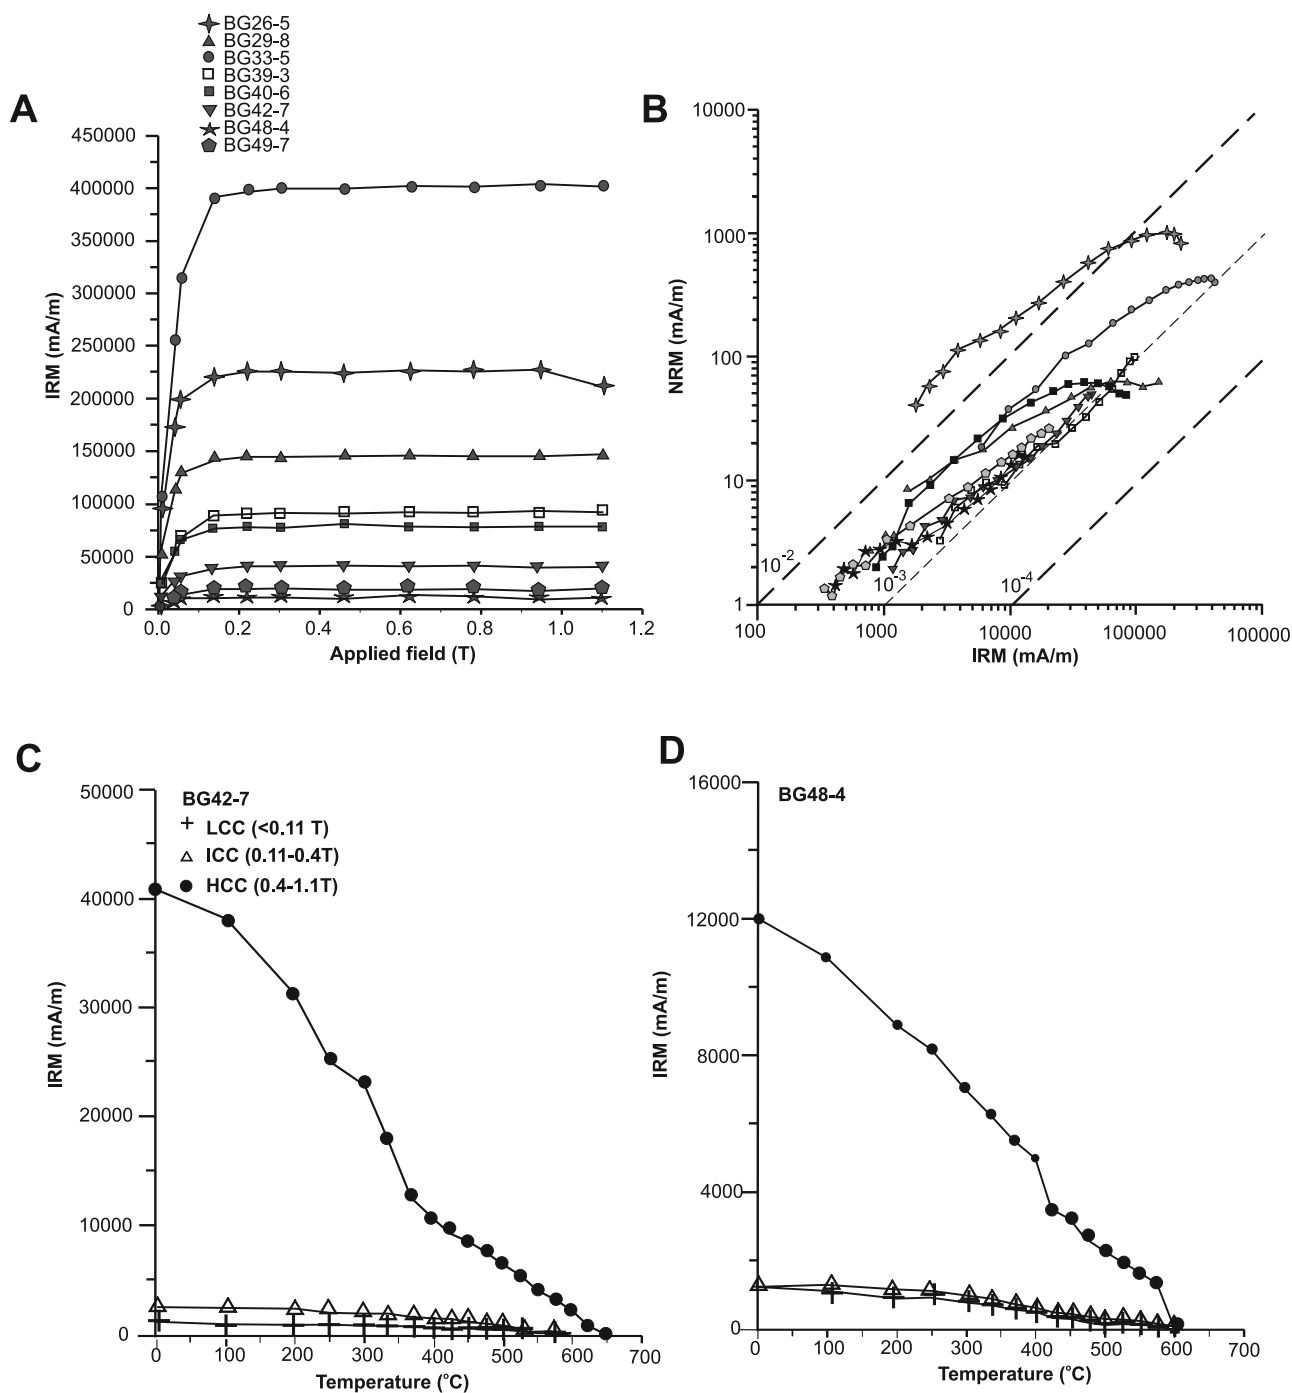 BG26-5
BG29-8
BG33-5
BG39-3
BG40-6
BG42-7
BG48-4
BG49-7
A
450000
400000
350000
300000
250000
200000
150000
100000
50000
0
IRM (mA/m)
0.0 0.2 0.4 0.6 0.8 1.0 1.2
Applied field (T)
B
10000
1000
100
10
1
NRM (mA/m)
10-2
10-3
10-4
100 1000 10000 100000 100000
IRM (mA/m)
C
BG42-7
LCC (<0.11 T)
ICC (0.11-0.4T)
HCC (0.4-1.1T)
50000
40000
30000
20000
10000
0
IRM (mA/m)
0 100 200 300 400 500 600 700
Temperature (°C)
D
BG48-4
16000
12000
8000
4000
0
IRM (mA/m)
0 100 200 300 400 500 600 700
Temperature (°C)